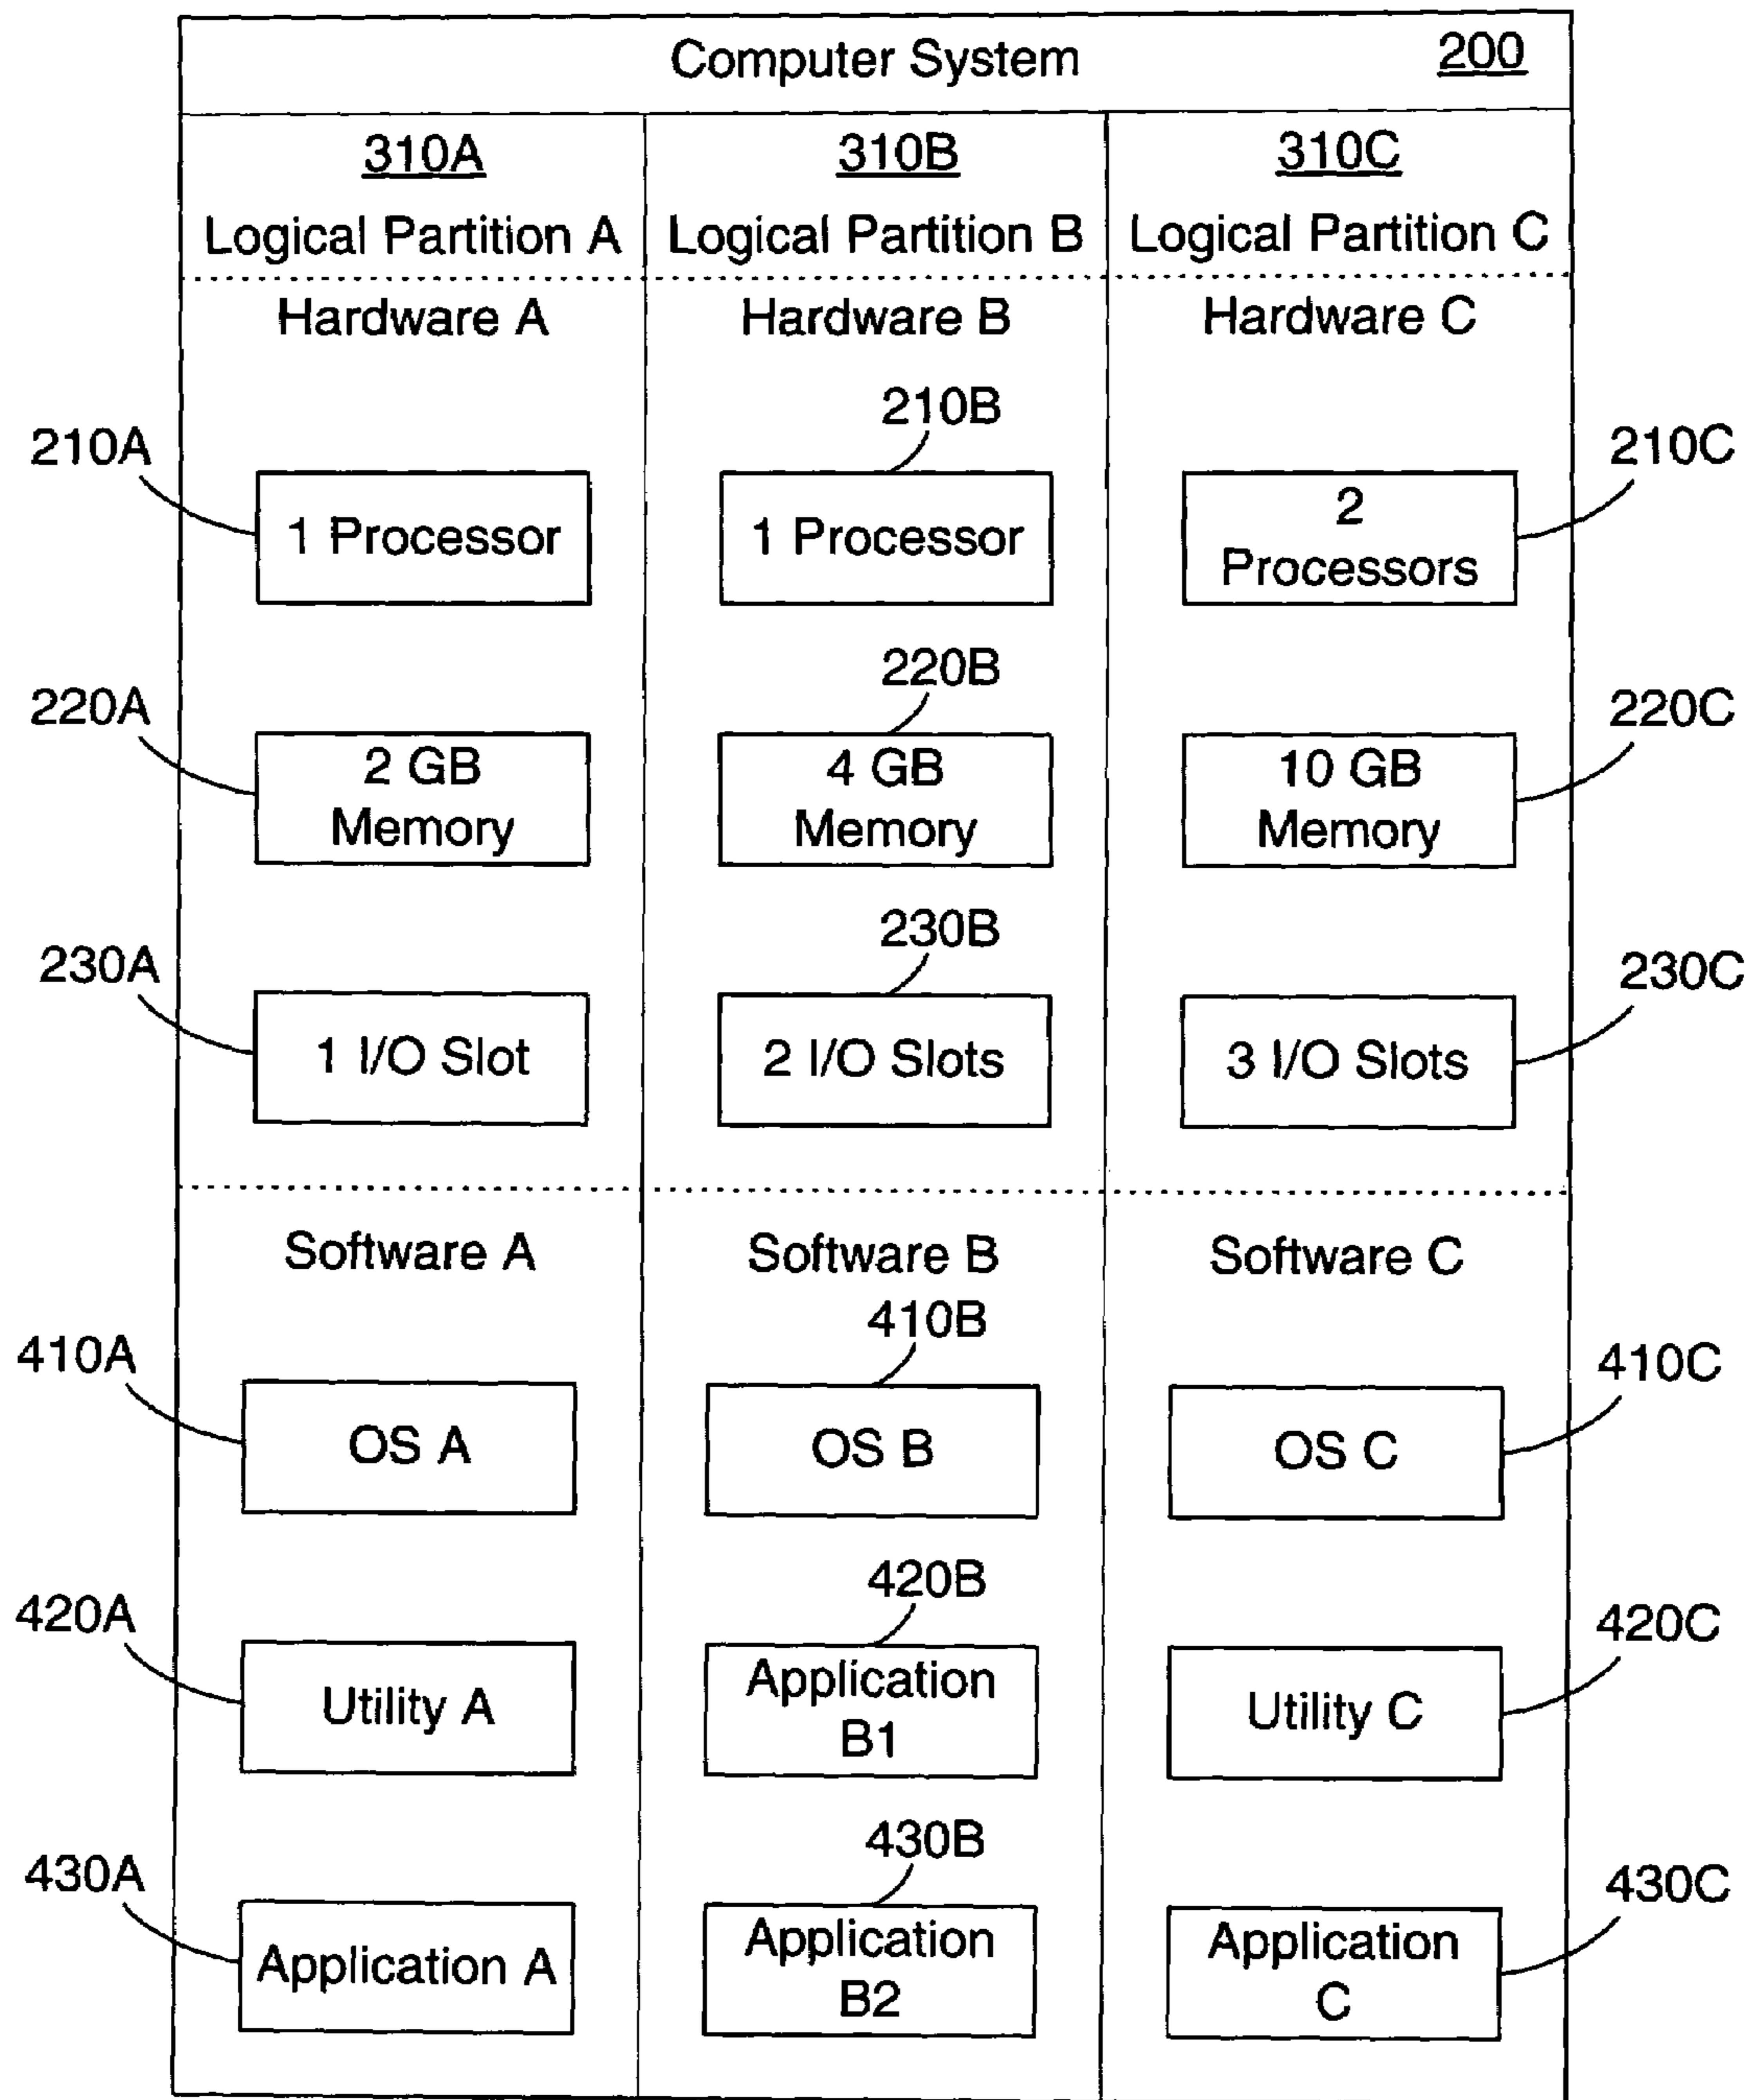 Computer System 200
310A 310B 310C
Logical Partition A Logical Partition B Logical Partition C
Hardware A Hardware B Hardware C
210B
210A 210C
1 Processor 1 Processor 2
Processors
220B
220A 220C
2 GB 4 GB 10 GB
Memory Memory Memory
230B
230A 230C
1 I/O Slot 2 I/O Slots 3 I/O Slots
Software A Software B Software C
410B
410A 410C
OS A OS B OS C
420B
420A 420C
Utility A Application Utility C
B1
430B
430A 430C
Application A Application Application
B2 C